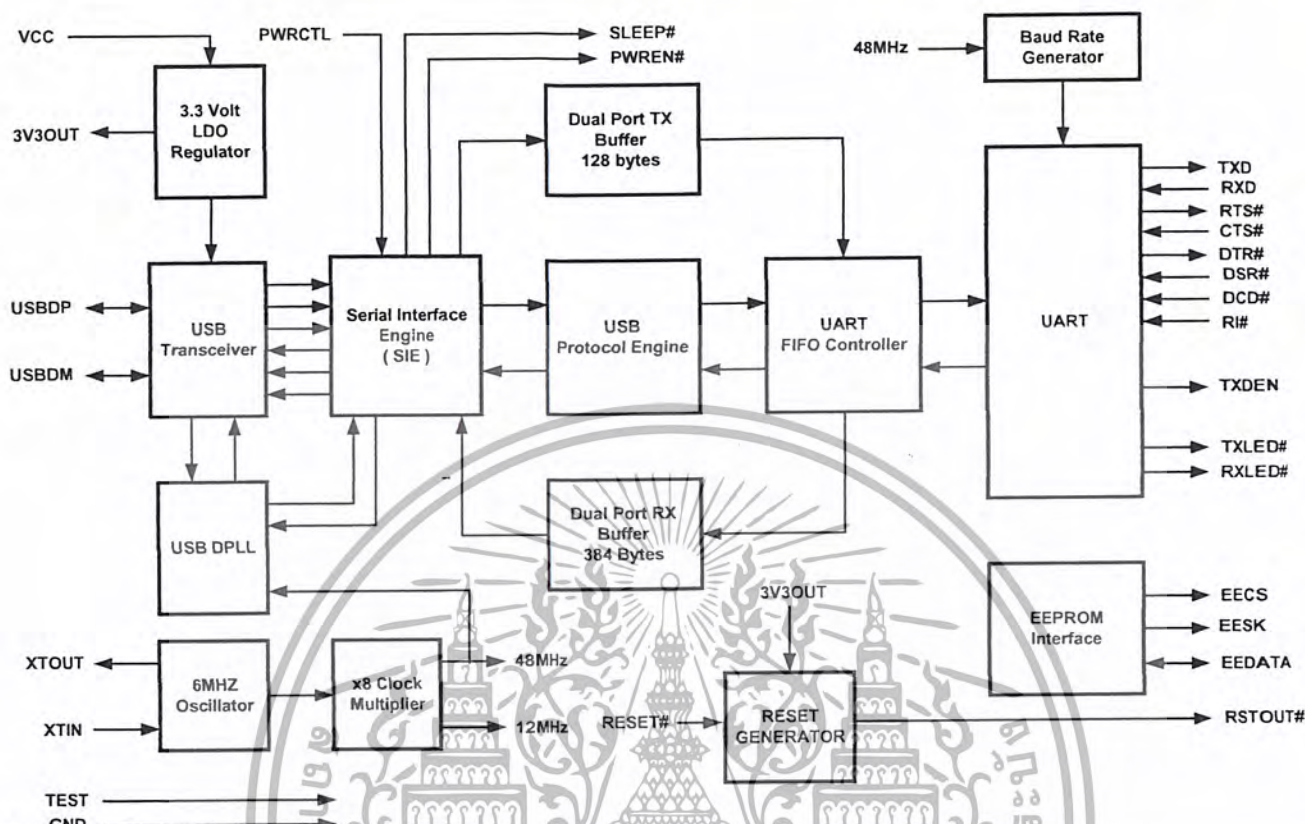 VCC
PWRCTL
SLEEP#
PWREN#
48MHz
Baud Rate
Generator
3.3 Volt
LDO
Regulator
3V3OUT
Dual Port TX
Buffer
128 bytes
TXD
RXD
RTS#
CTS#
DTR#
DSR#
DCD#
RI#
TXDEN
TXLED#
RXLED#
USBDP
USBDM
USB
Transceiver
Serial Interface
Engine
( SIE )
USB
Protocol Engine
UART
FIFO Controller
UART
USB DPLL
Dual Port RX
Buffer
384 Bytes
3V3OUT
EEPROM
Interface
EECS
EESK
EEDATA
XTOUT
XTIN
6MHZ
Oscillator
x8 Clock
Multiplier
48MHz
12MHz
RESET#
RESET
GENERATOR
RSTOUT#
TEST
GND